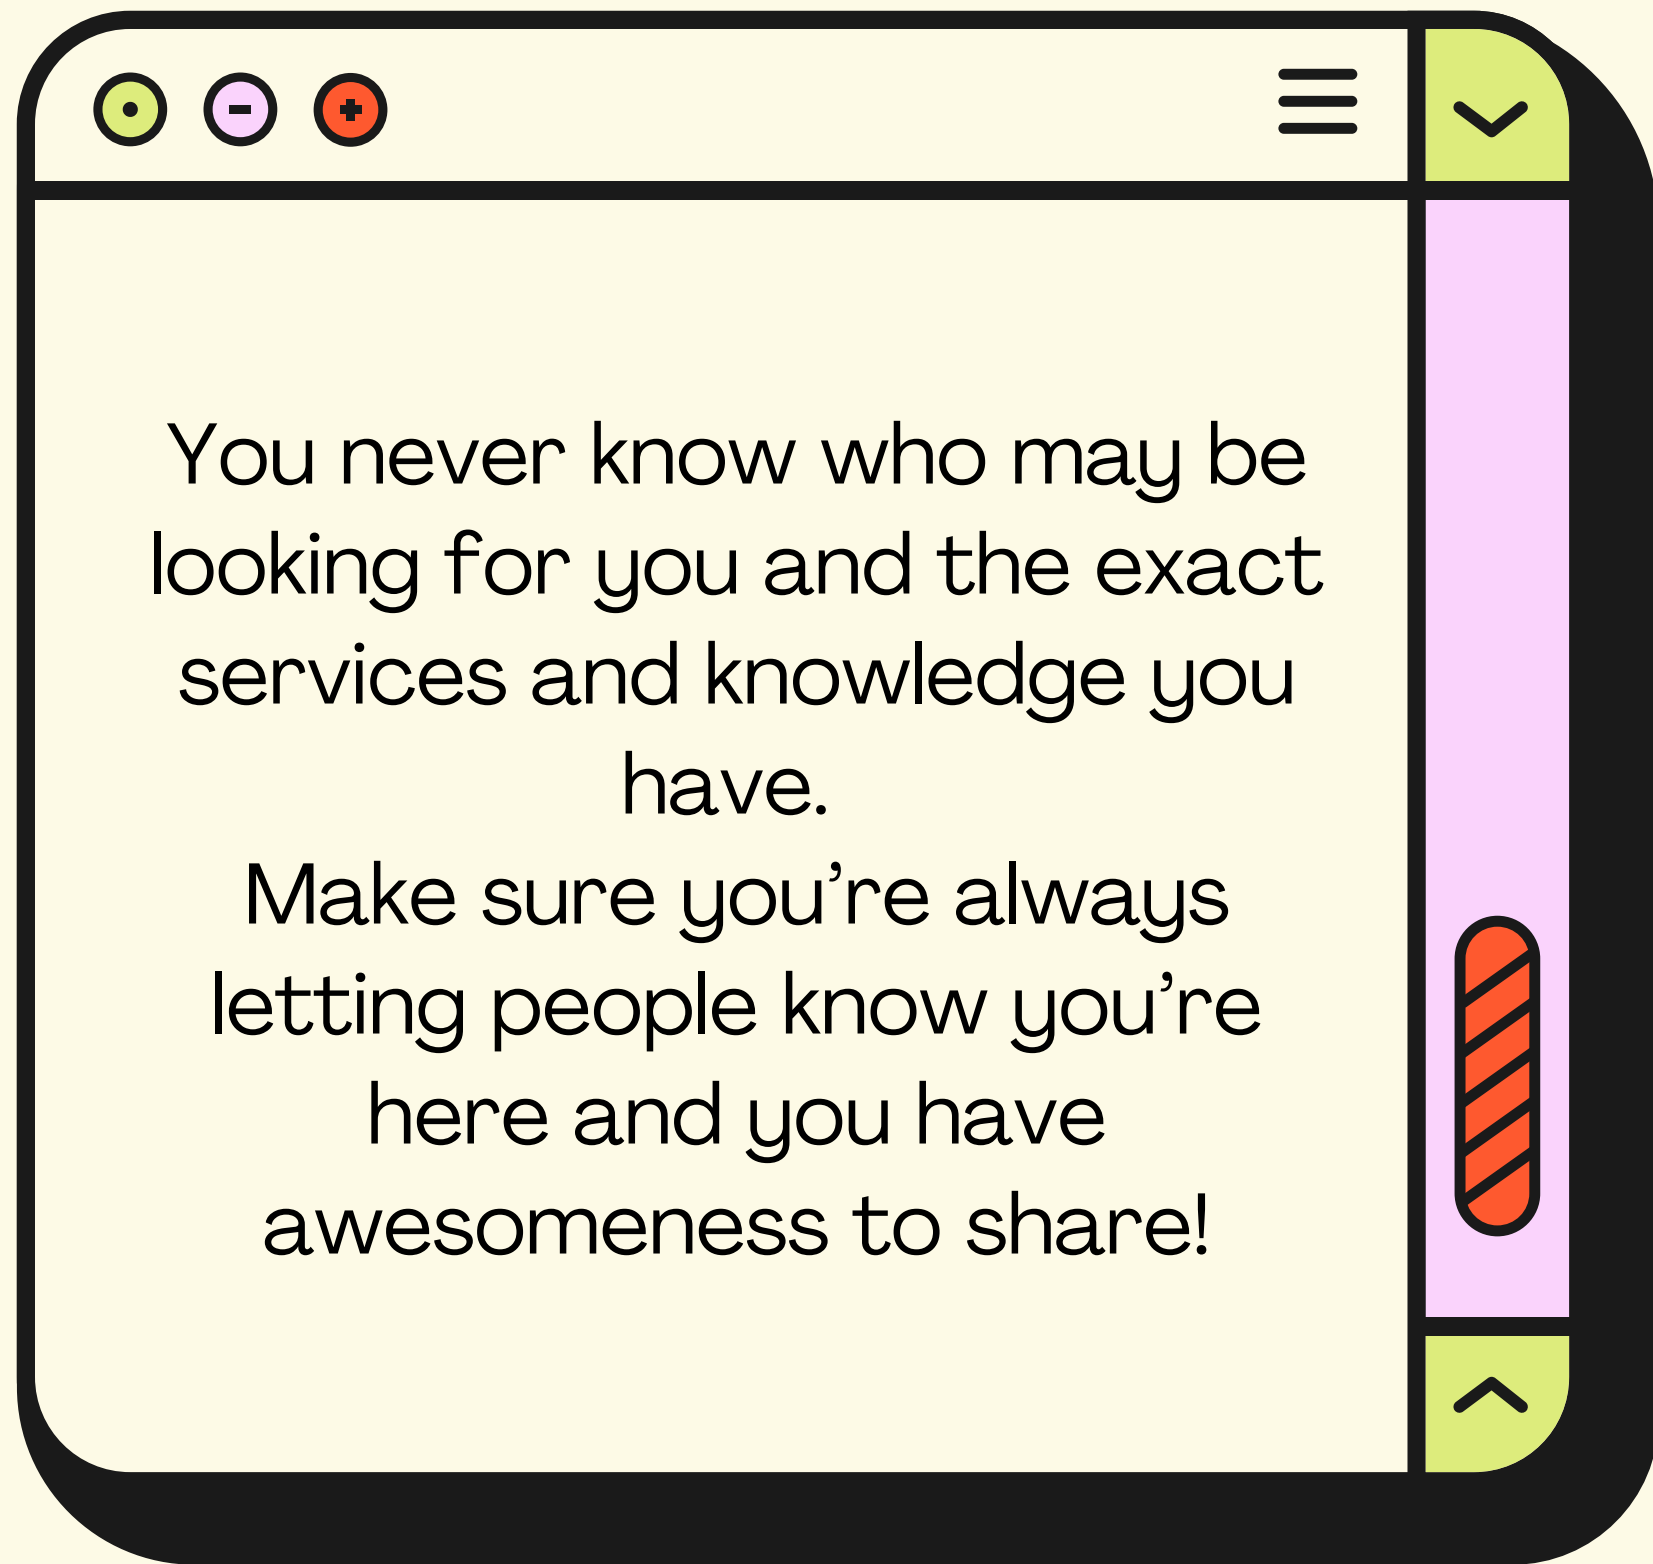 You never know who may be
looking for you and the exact
services and knowledge you
have.
Make sure you’re always
letting people know you’re
here and you have
awesomeness to share!